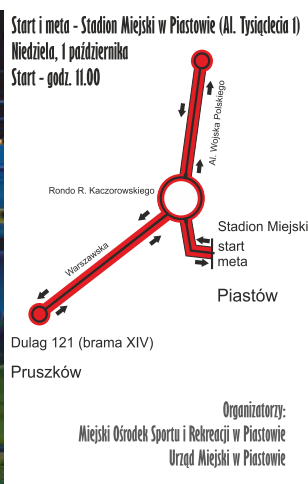 Start i meta - Stadion Miejski w Piastowie (Al. Tysiąclecia 1)
Niedziela, 1 października
Start - godz. 11.00
Al. Wojska Polskiego
Rondo R. Kaczorowskiego
Stadion Miejski
start
meta
Warszawska
Piastów
Dulag 121 (brama XIV)
Pruszków
Organizatorzy:
Miejski Ośrodek Sportu i Rekreacji w Piastowie
Urząd Miejski w Piastowie